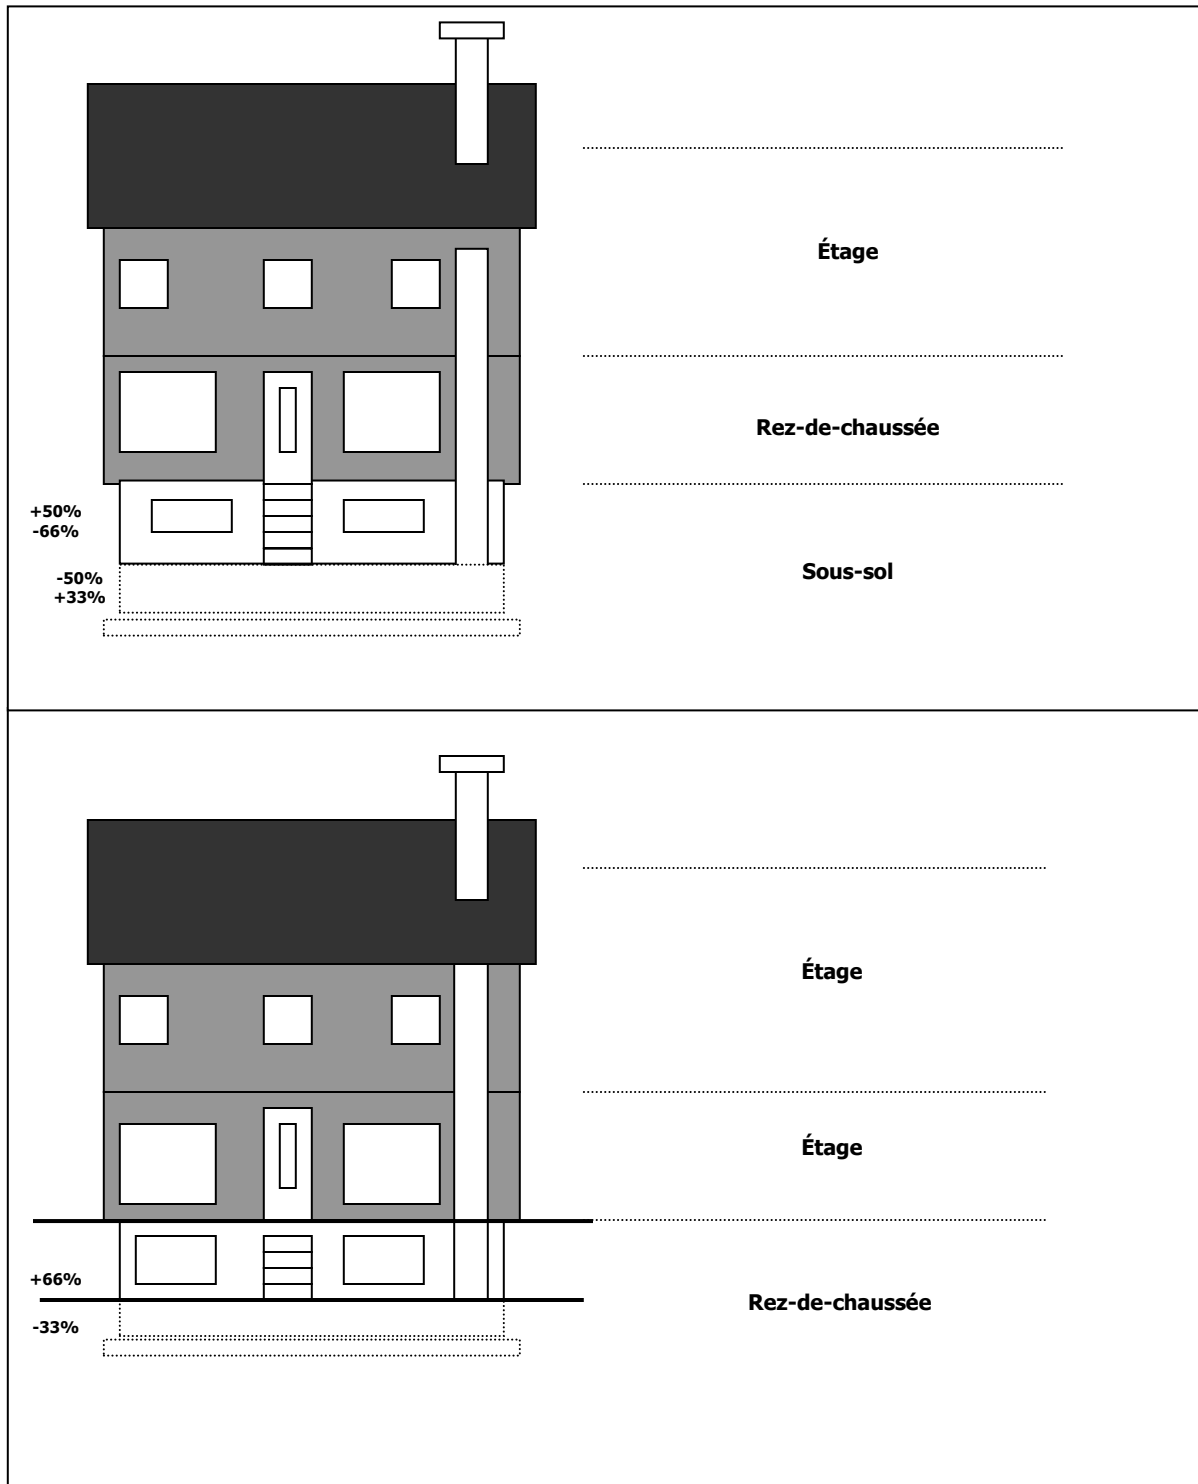 Étage
Rez-de-chaussée
+50%
-66%
-50%
+33%
Sous-sol
Étage
Étage
+66%
-33%
Rez-de-chaussée